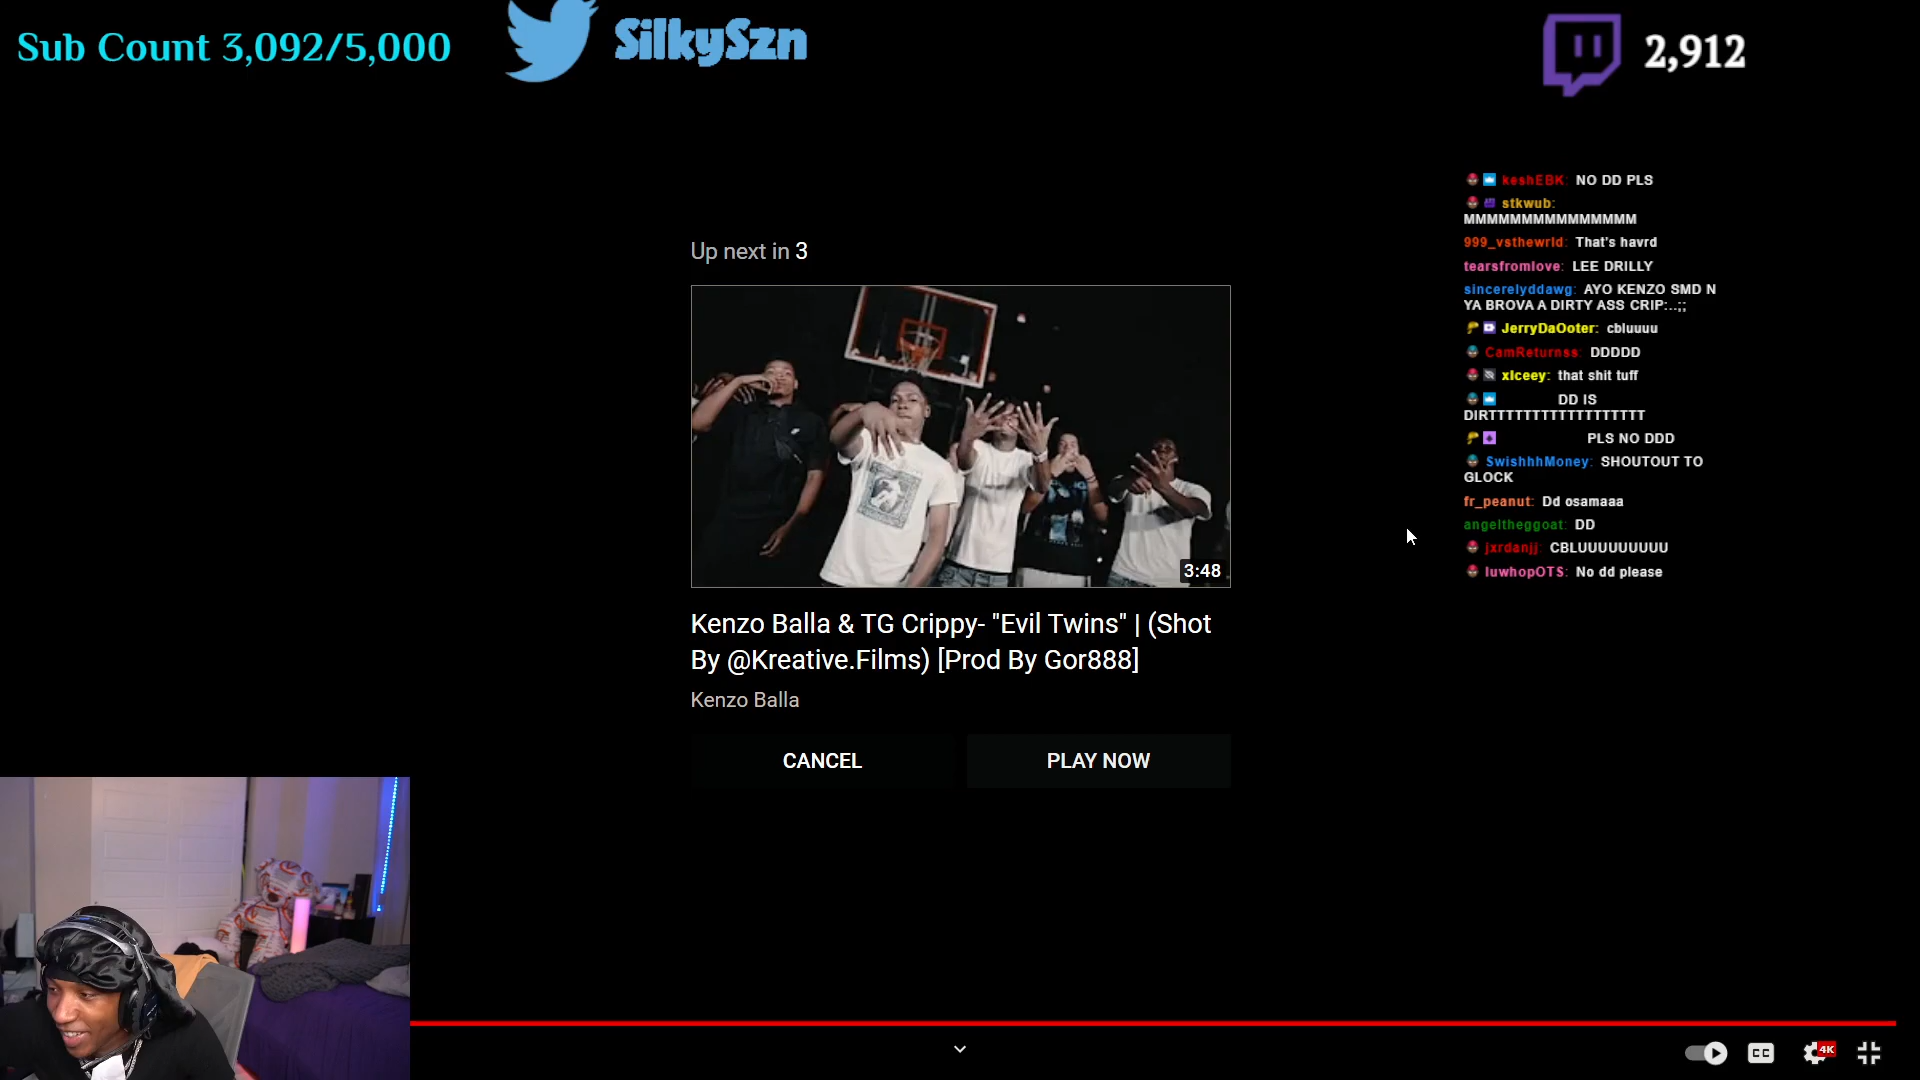 Sub Count 3,092/5,000
SilkySzn
2,912
keshEBK: NO DD PLS
stkwub:
MMMMMMMMMMMMMMM
999_vsthewrld: That's havrd
tearsfromlove: LEE DRILLY
sincerelyddawg: AYO KENZO SMD N
YA BROVA A DIRTY ASS CRIP:..;;
JerryDaOoter: cbluuuu
CamReturnss: DDDDD
xlceey: that shit tuff
DD IS
DIRTTTTTTTTTTTTTTTTTT
PLS NO DDD
SwishhhMoney: SHOUTOUT TO
GLOCK
fr_peanut: Dd osamaaa
angeltheggoat: DD
jxrdanjj: CBLUUUUUUUUU
luwhopOTS: No dd please
Up next in 3
3:48
Kenzo Balla & TG Crippy- "Evil Twins" | (Shot
By @Kreative.Films) [Prod By Gor888]
Kenzo Balla
CANCEL
PLAY NOW
CC
4K